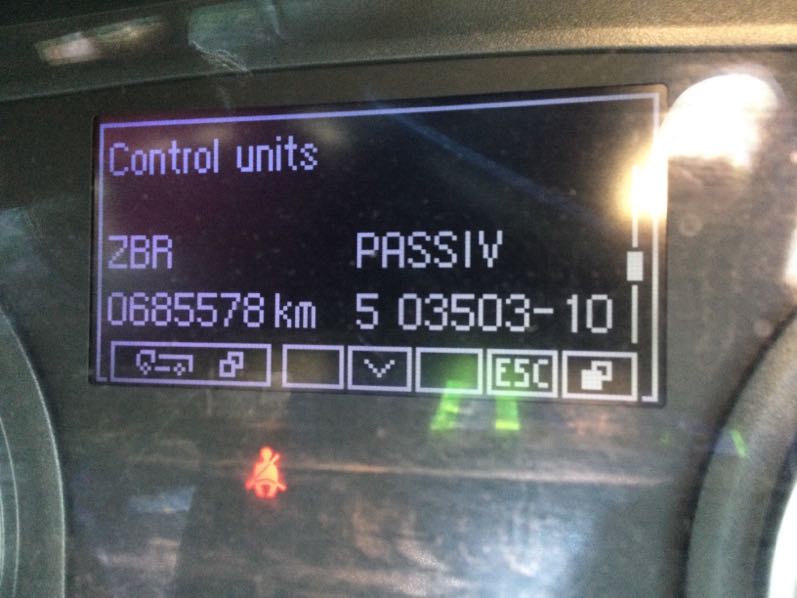 Control units
ZBR PASSIV
0685578 km 5 03503-10
ESC